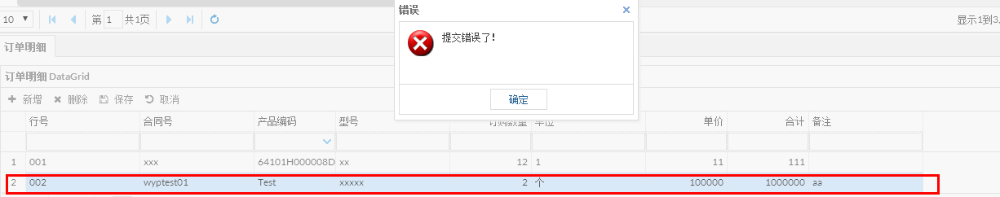 错误
10 第 1 共1页 显示1到3,
提交错误了!
订单明细
订单明细 DataGrid
确定
新增 删除 保存 取消
行号 合同号 产品编码 型号 订购数量 单位 单价 合计 备注
1 001 xxx 64101H000008D xx 12 1 11 111
2 002 wyptest01 Test xxxxx 2 个 100000 1000000 aa